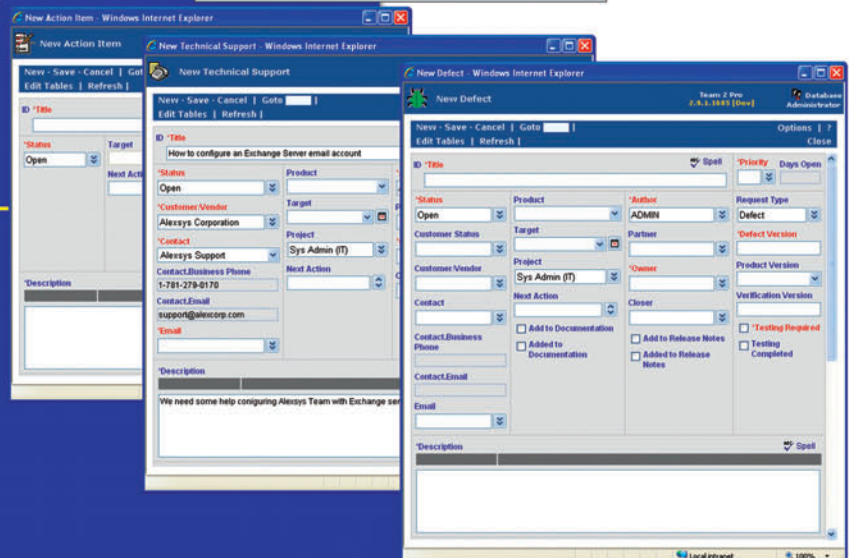 New Action Item - Windows Internet Explorer
New Action Item
New - Save - Cancel | Got
Edit Tables | Refresh |
ID *Title
*Status
Target
Open
Next Acti
*Description
New Technical Support - Windows Internet Explorer
New Technical Support
New - Save - Cancel | Goto |
Edit Tables | Refresh |
ID *Title
How to configure an Exchange Server email account
*Status
Product
Open
*Customer/Vendor
Target
Alexsys Corporation
*Contact
Project
Alexsys Support
Sys Admin (IT)
Contact.Business Phone
Next Action
1-781-279-0170
Contact.Email
support@alexcorp.com
*Email
*Description
We need some help coniguring Alexsys Team with Exchange ser
New Defect - Windows Internet Explorer
New Defect
Team 2 Pro
2.9.1.1685 [Dev]
Database Administrator
New - Save - Cancel | Goto |
Options | ?
Edit Tables | Refresh |
Close
ID *Title
Spell
*Priority
Days Open
*Status
Product
*Author
Request Type
Open
ADMIN
Defect
Customer Status
Target
Partner
*Defect Version
Customer/Vendor
Project
*Owner
Product Version
Sys Admin (IT)
Contact
Next Action
Closer
Verification Version
Contact.Business Phone
Add to Documentation
Add to Release Notes
*Testing Required
Added to Documentation
Added to Release Notes
Testing Completed
Contact.Email
Email
*Description
Spell
Local intranet
100%